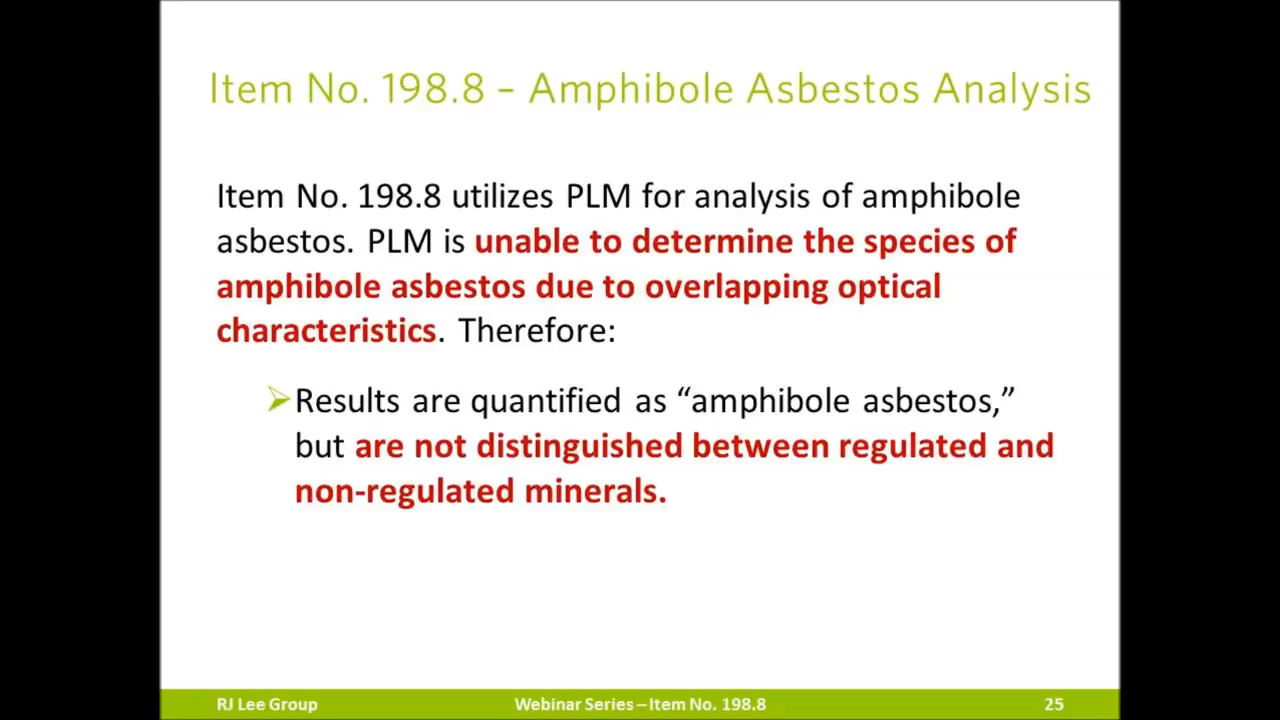 Item No. 198.8 – Amphibole Asbestos Analysis
Item No. 198.8 utilizes PLM for analysis of amphibole
asbestos. PLM is unable to determine the species of
amphibole asbestos due to overlapping optical
characteristics. Therefore:
Results are quantified as “amphibole asbestos,”
but are not distinguished between regulated and
non-regulated minerals.
RJ Lee Group
Webinar Series – Item No. 198.8
25